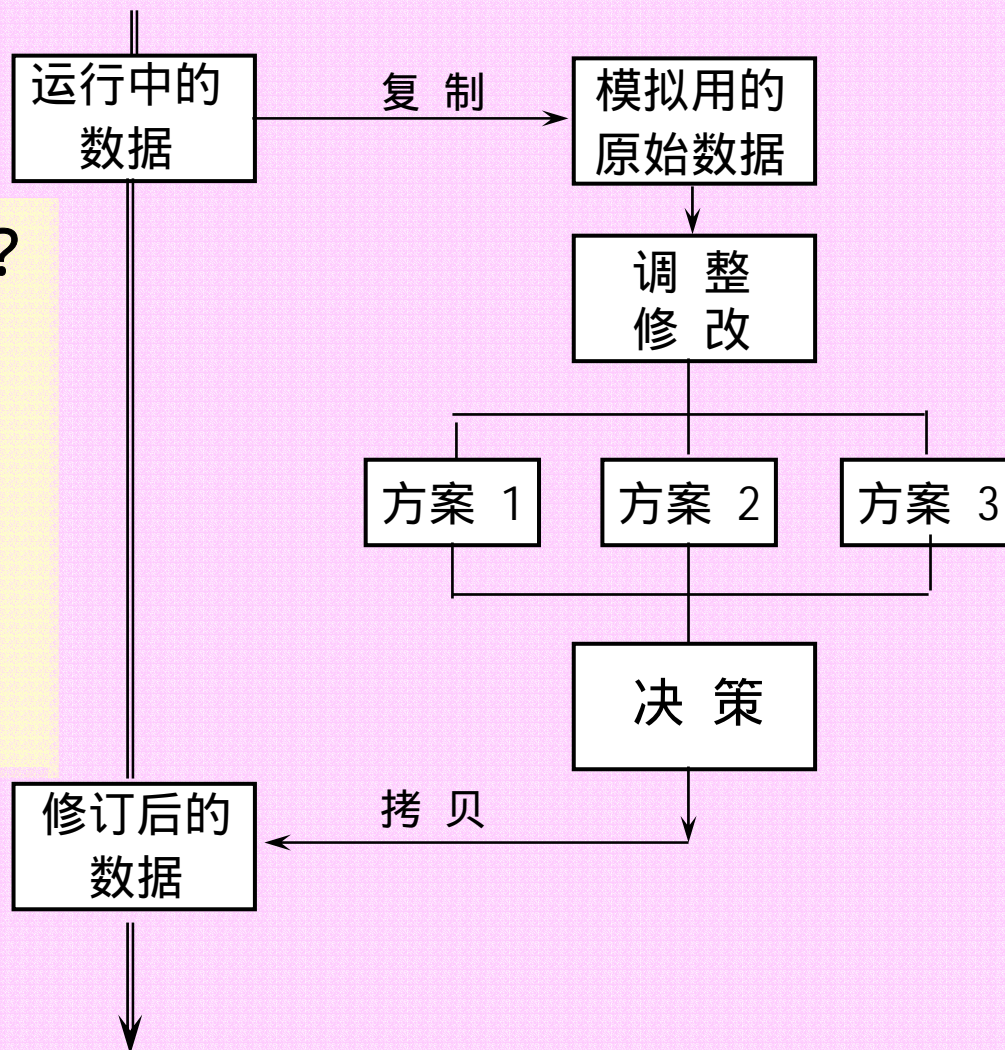 运行中的
数据
复 制
模拟用的
原始数据
?
调 整
修 改
方案 1
方案 2
方案 3
决 策
拷 贝
修订后的
数据